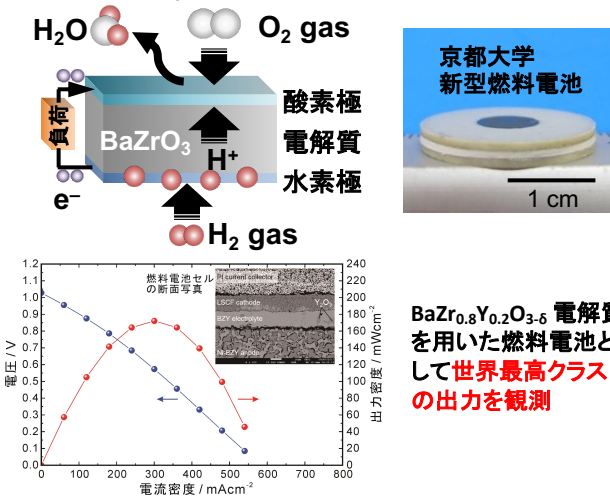 H₂O
O₂ gas
京都大学
新型燃料電池
酸素極
負荷
BaZrO₃
電解質
H⁺
水素極
e⁻
1 cm
H₂ gas
燃料電池セル
の断面写真
Pt current collector
LSCF cathode
Y₂O₃
BZY electrolyte
Ni-BZY anode
電圧 / V
1.2
1.1
1.0
0.9
0.8
0.7
0.6
0.5
0.4
0.3
0.2
0.1
0.0
240
220
200
180
160
140
120
100
80
60
40
20
0
出力密度 / mWcm⁻²
0 100 200 300 400 500 600 700 800
電流密度 / mAcm⁻²
BaZr₀.₈Y₀.₂O₃₋δ 電解質
を用いた燃料電池と
して世界最高クラス
の出力を観測